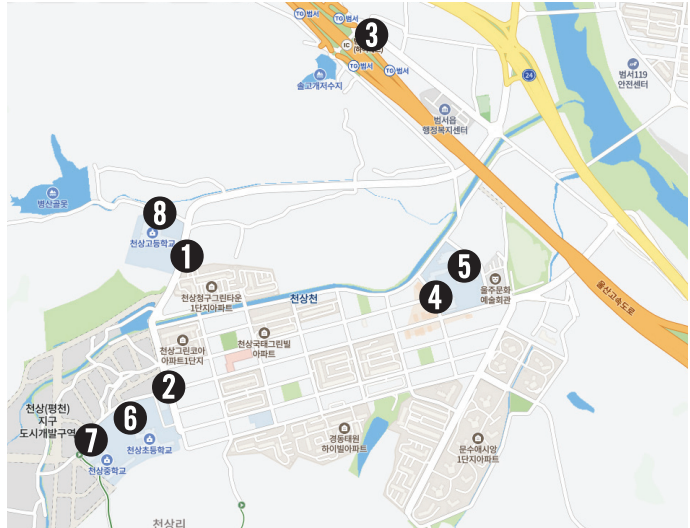 TG 범서
3
IC
TG 범서
TG 범서
TG 범서
솔고개저수지
24
범서119
안전센터
범서읍
행정복지센터
범산골못
8
천상고등학교
1
5
4
울주문화
예술회관
울산고속도로
천상청구그린타운
1단지아파트
천상천
천상그린코아
아파트1단지
천상국태그린빌
아파트
2
천상(평천)
지구
도시개발구역
6
7
천상초등학교
천상중학교
경동태원
하이빌아파트
문수애시앙
1단지아파트
천상리